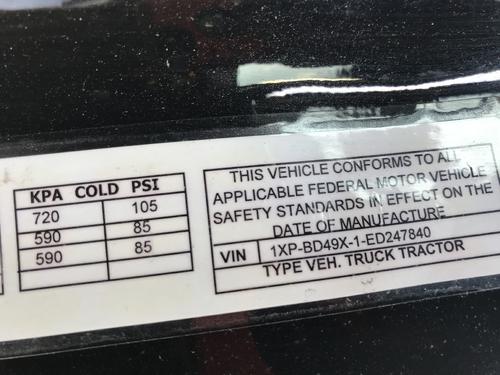 KPA COLD PSI
720 105
590 85
590 85
THIS VEHICLE CONFORMS TO ALL
APPLICABLE FEDERAL MOTOR VEHICLE
SAFETY STANDARDS IN EFFECT ON THE
DATE OF MANUFACTURE
VIN 1XP-BD49X-1-ED247840
TYPE VEH. TRUCK TRACTOR